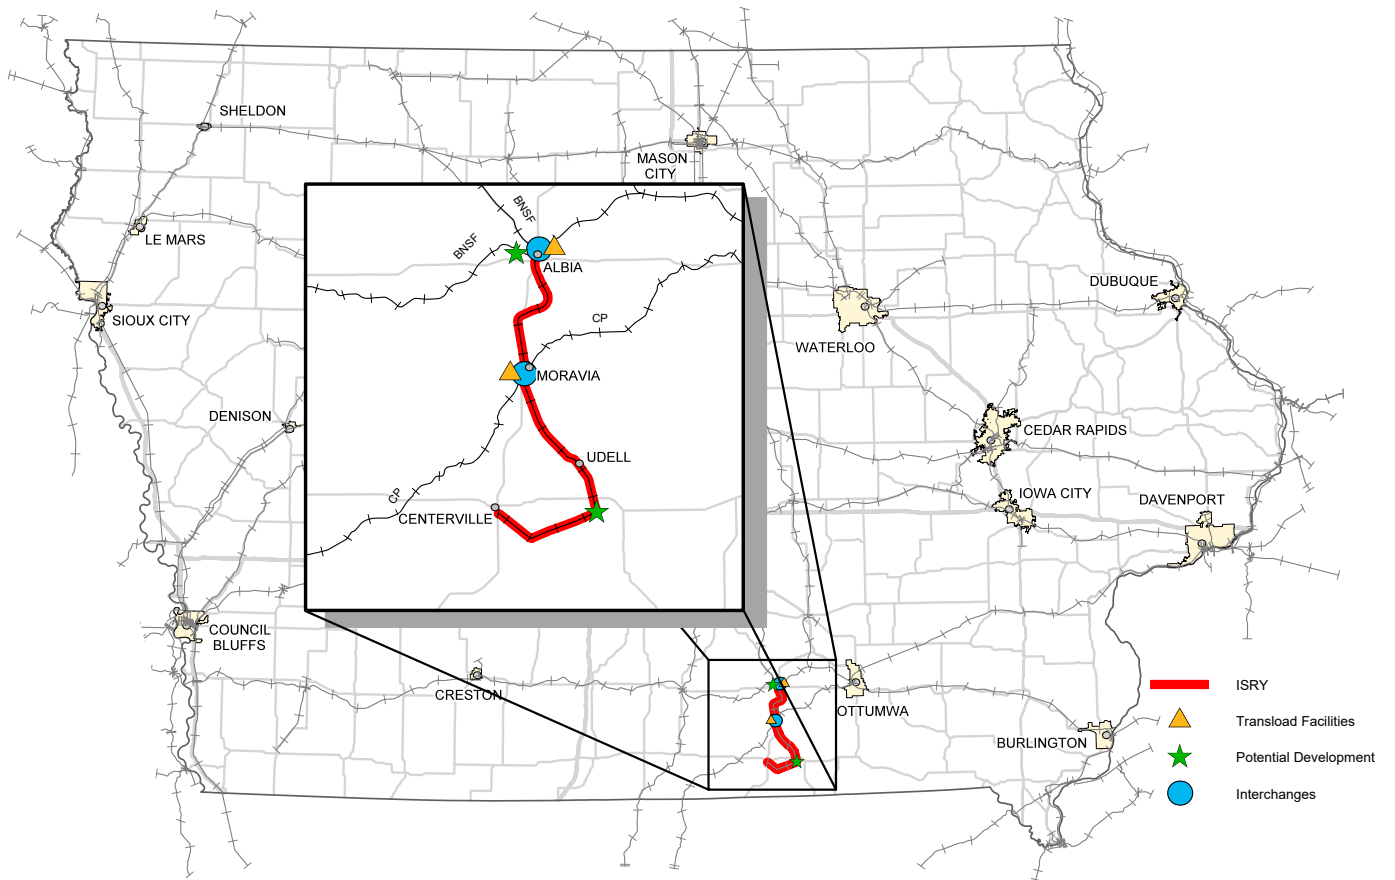 SHELDON
MASON
CITY
LE MARS
BNSF
BNSF
ALBIA
DUBUQUE
SIOUX CITY
CP
WATERLOO
MORAVIA
DENISON
CEDAR RAPIDS
UDELL
CP
IOWA CITY
DAVENPORT
CENTERVILLE
COUNCIL
BLUFFS
CRESTON
OTTUMWA
BURLINGTON
ISRY
Transload Facilities
Potential Development
Interchanges